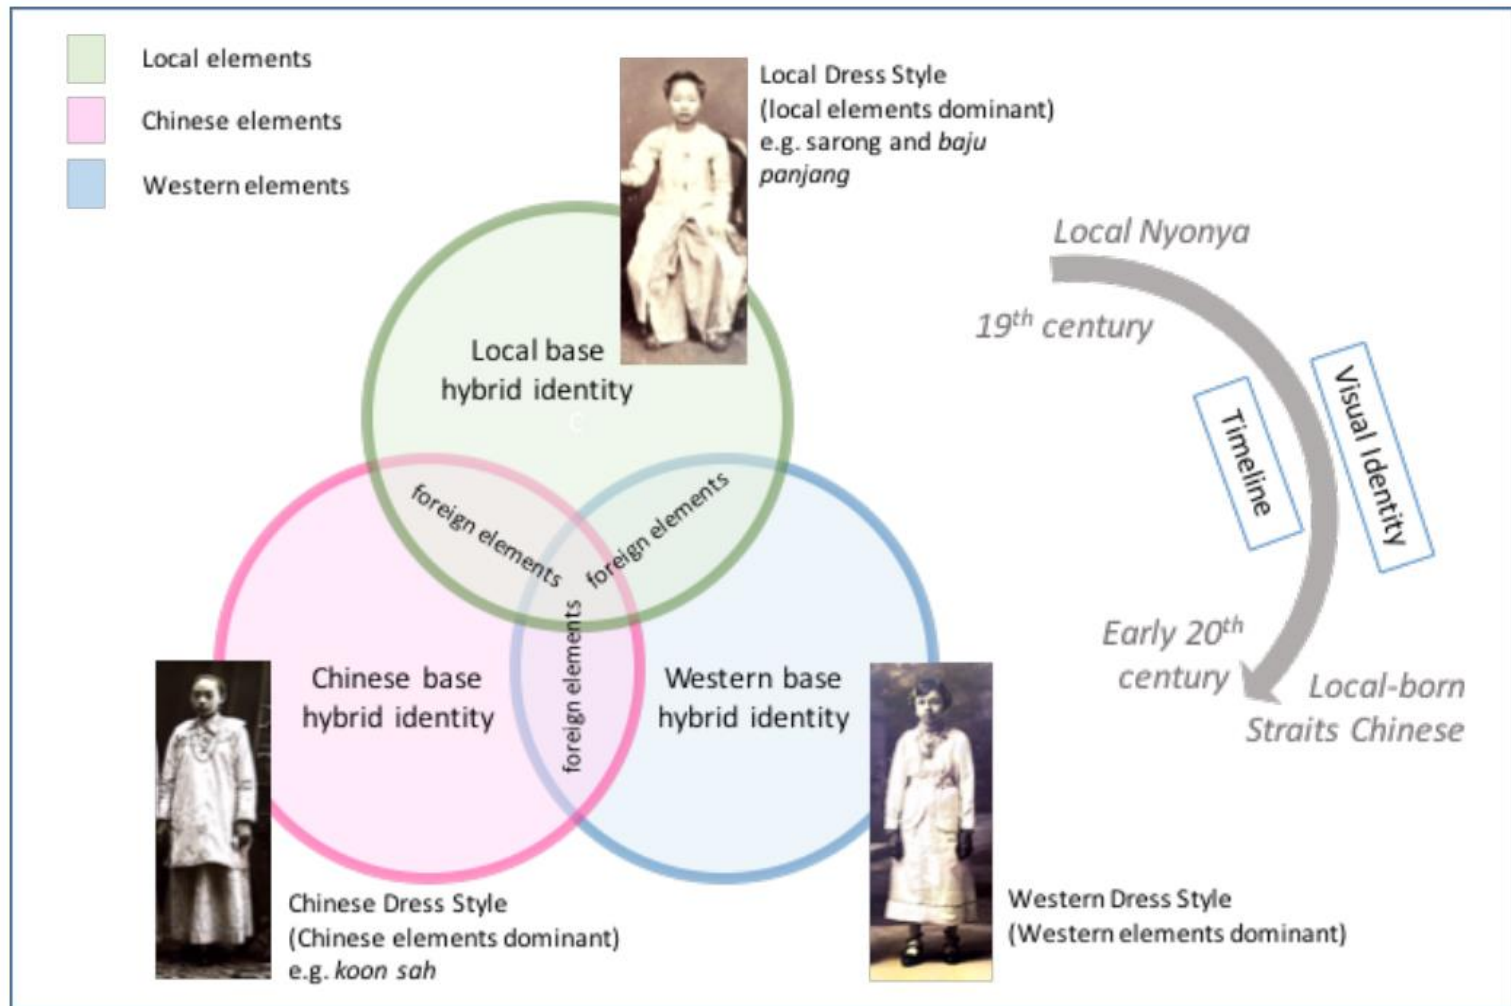 Local elements
Chinese elements
Western elements
Local Dress Style
(local elements dominant)
e.g. sarong and baju
panjang
Local base
hybrid identity
C
foreign elements
foreign elements
foreign elements
Chinese base
hybrid identity
Western base
hybrid identity
Chinese Dress Style
(Chinese elements dominant)
e.g. koon sah
Western Dress Style
(Western elements dominant)
Local Nyonya
19th century
Timeline
Visual Identity
Early 20th
century
Local-born
Straits Chinese